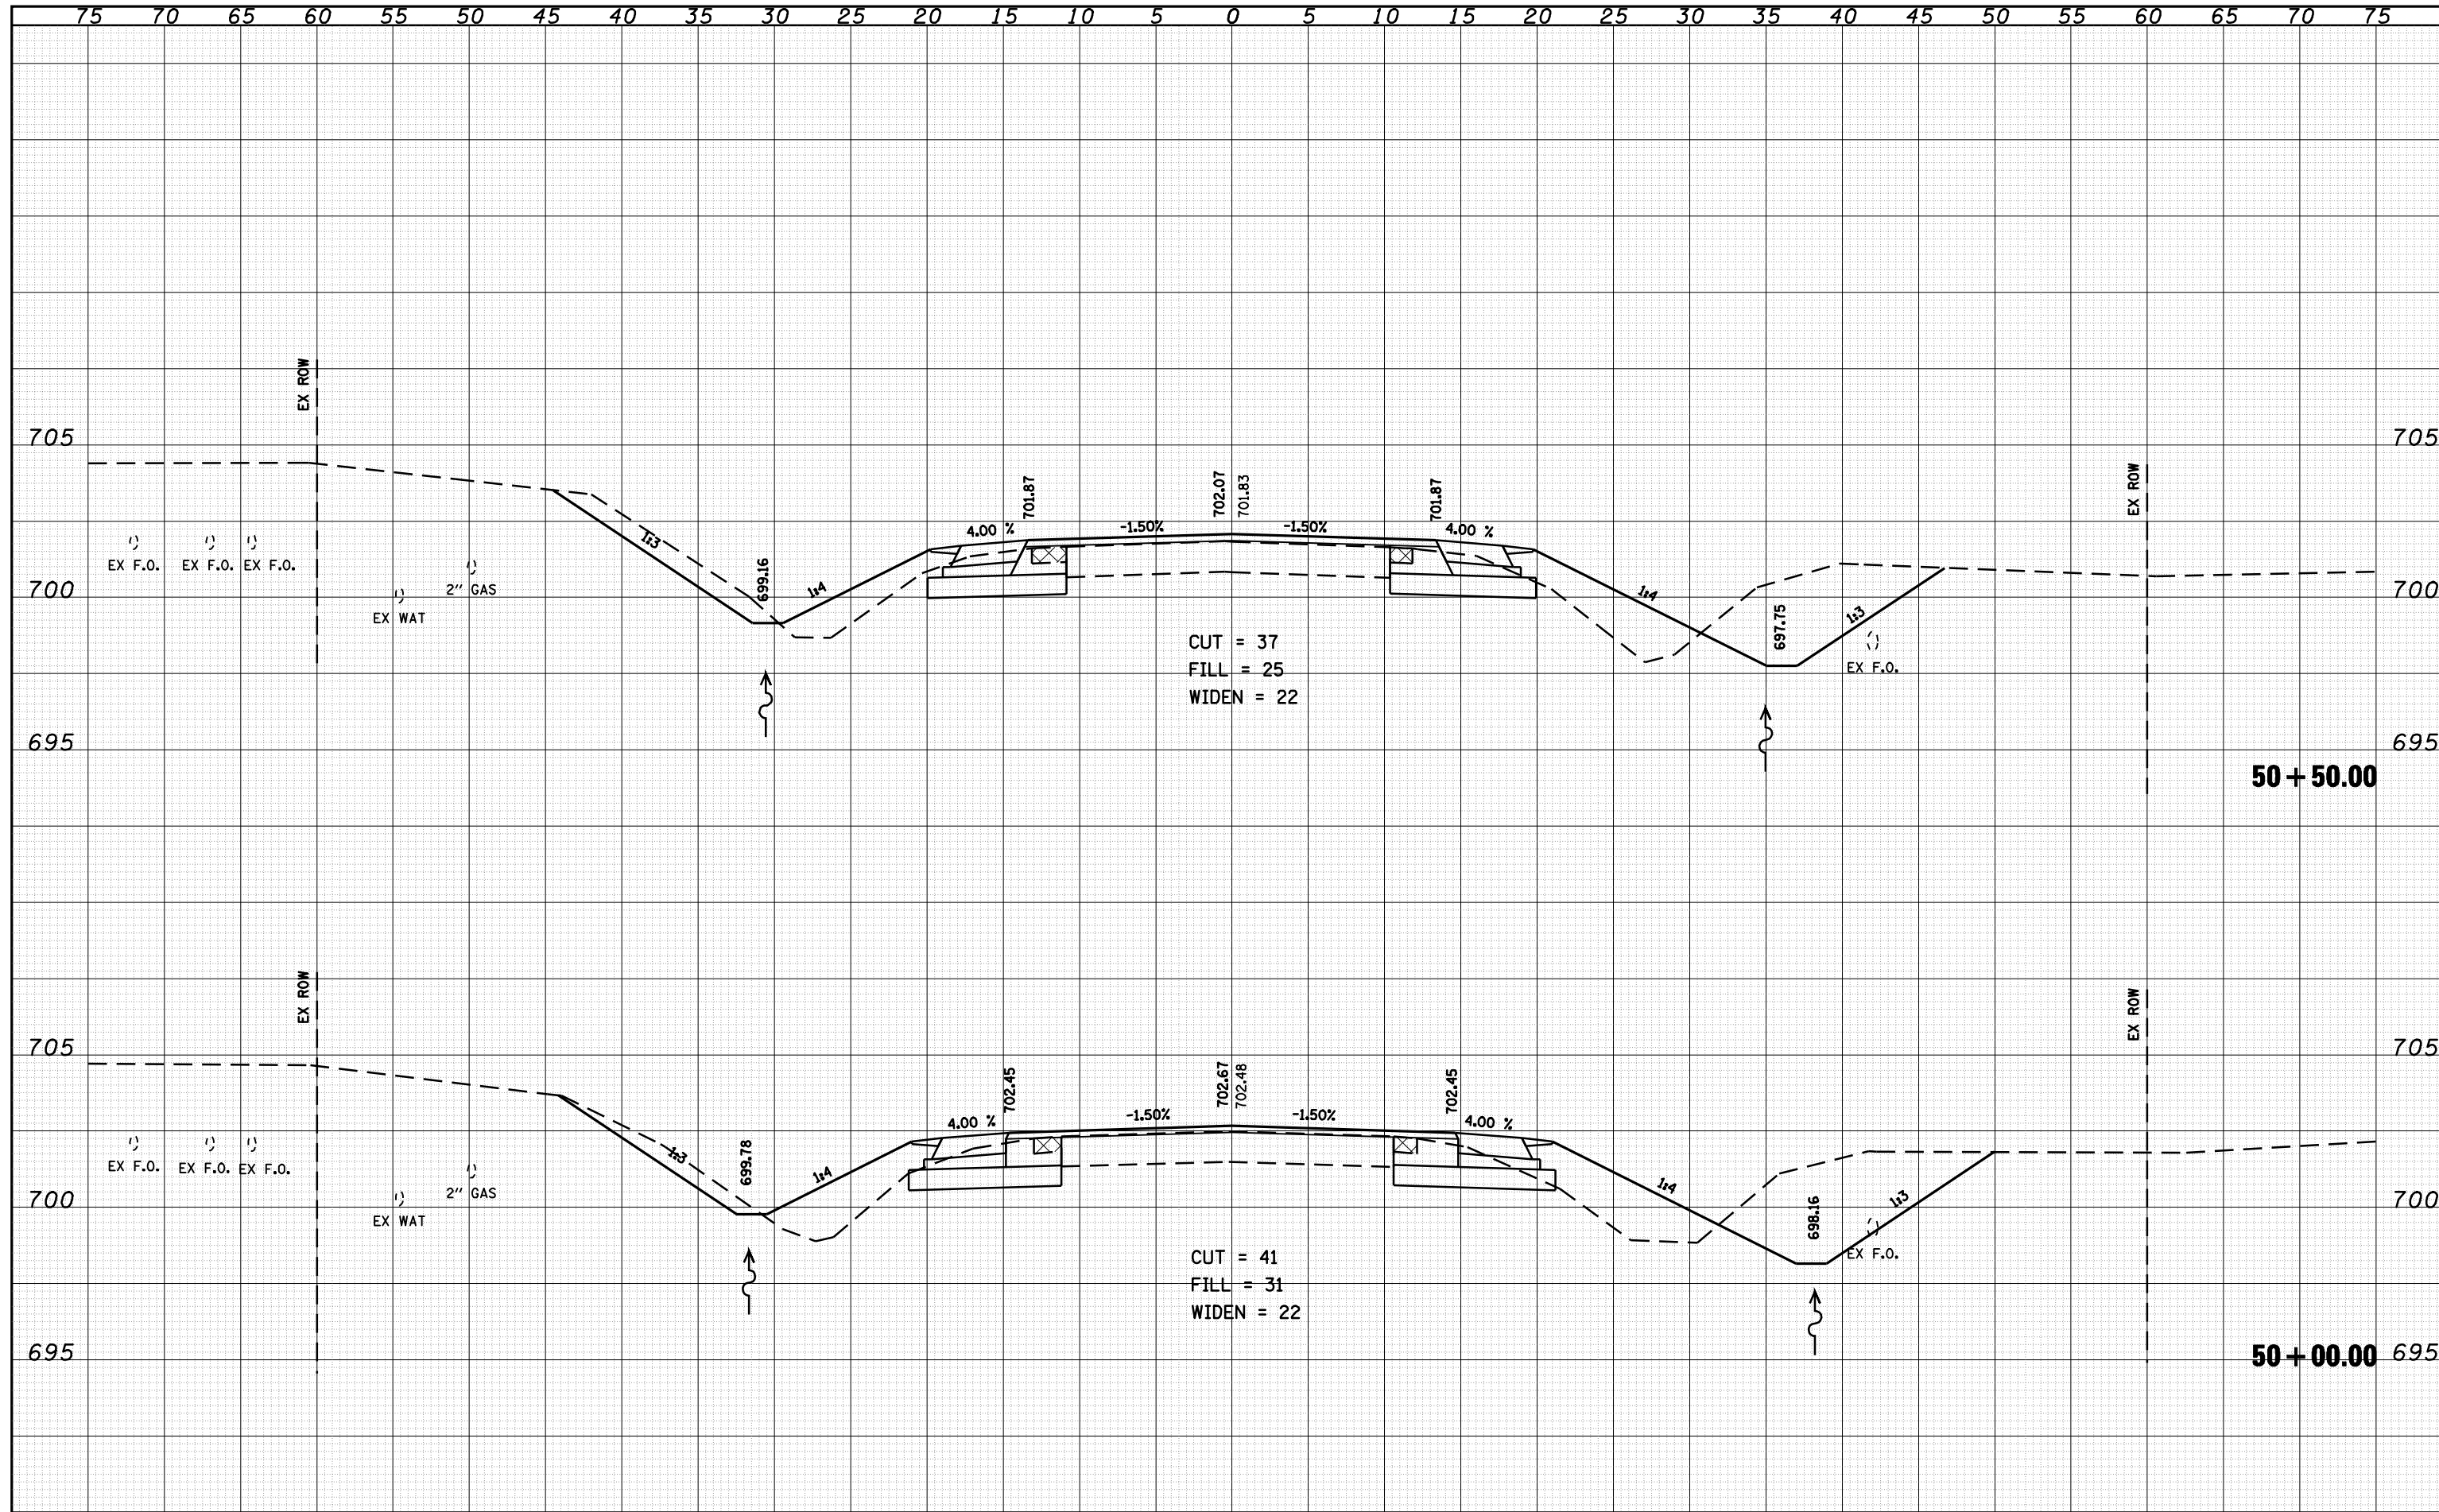 75 70 65 60 55 50 45 40 35 30 25 20 15 10 5 0 5 10 15 20 25 30 35 40 45 50 55 60 65 70 75
EX ROW
705 705
EX ROW
701.87 702.07 701.83 701.87
4.00 % -1.50% -1.50% 4.00 %
1:3 699.16 1:4
EX F.O. EX F.O. EX F.O.
2" GAS
EX WAT
700 700
1:4 697.75 1:3
EX F.O.
CUT = 37
FILL = 25
WIDEN = 22
695 695
50+50.00
EX ROW
EX ROW
705 705
702.45 702.67 702.48 702.45
4.00 % -1.50% -1.50% 4.00 %
1:3 699.78 1:4
EX F.O. EX F.O. EX F.O.
2" GAS
EX WAT
700 700
1:4 698.16 1:3
EX F.O.
CUT = 41
FILL = 31
WIDEN = 22
695 50+00.00 695